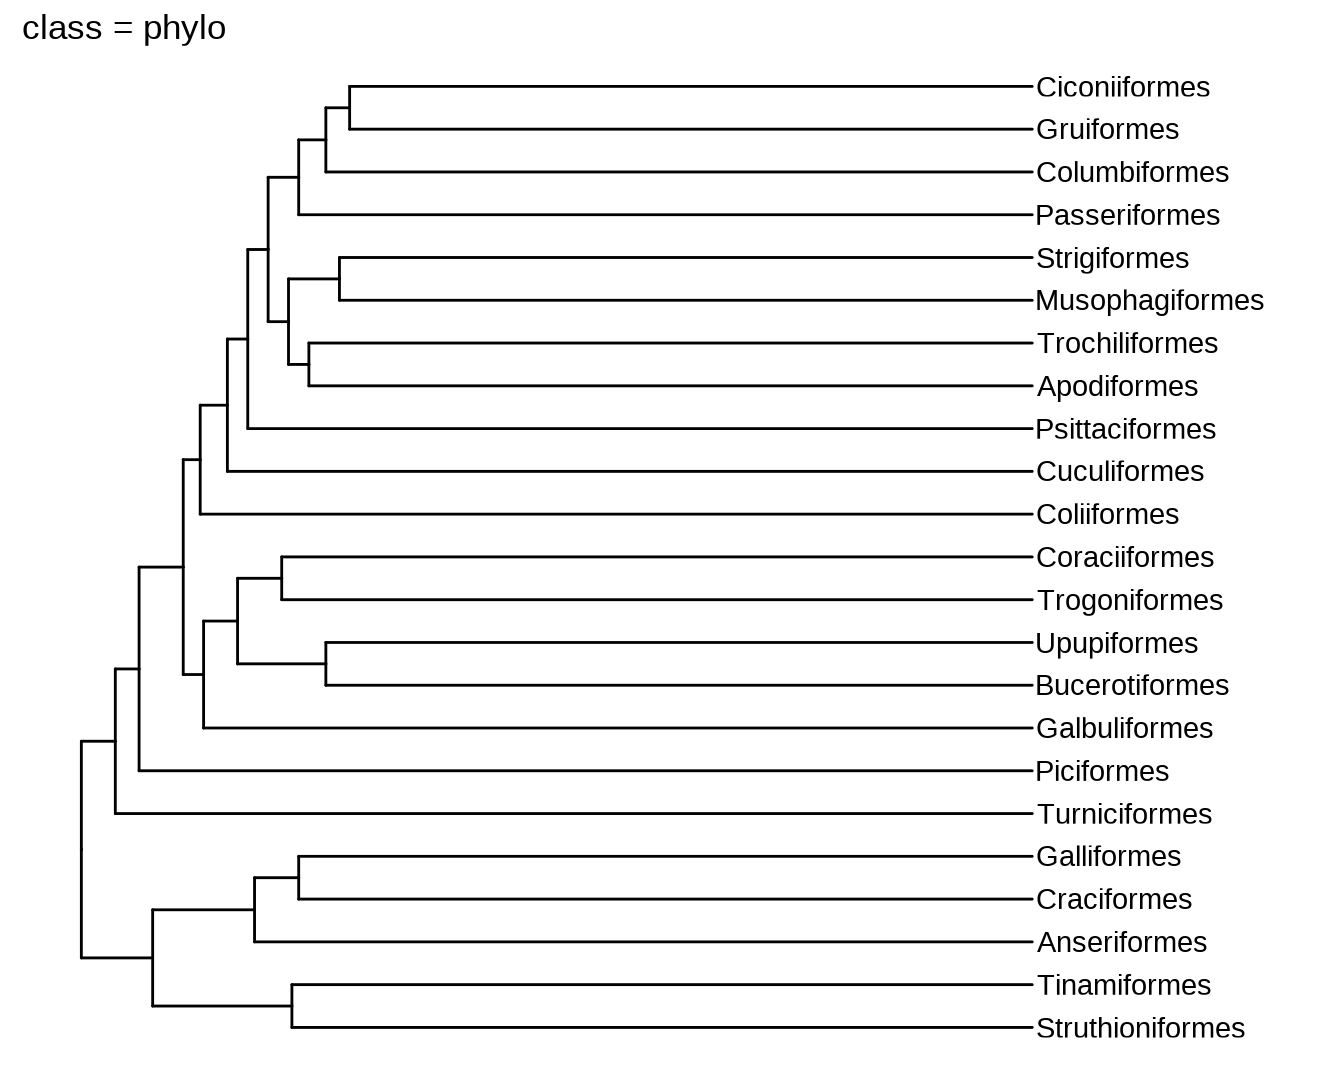 class = phylo
Ciconiiformes
Gruiformes
Columbiformes
Passeriformes
Strigiformes
Musophagiformes
Trochiliformes
Apodiformes
Psittaciformes
Cuculiformes
Coliiformes
Coraciiformes
Trogoniformes
Upupiformes
Bucerotiformes
Galbuliformes
Piciformes
Turniciformes
Galliformes
Craciformes
Anseriformes
Tinamiformes
Struthioniformes